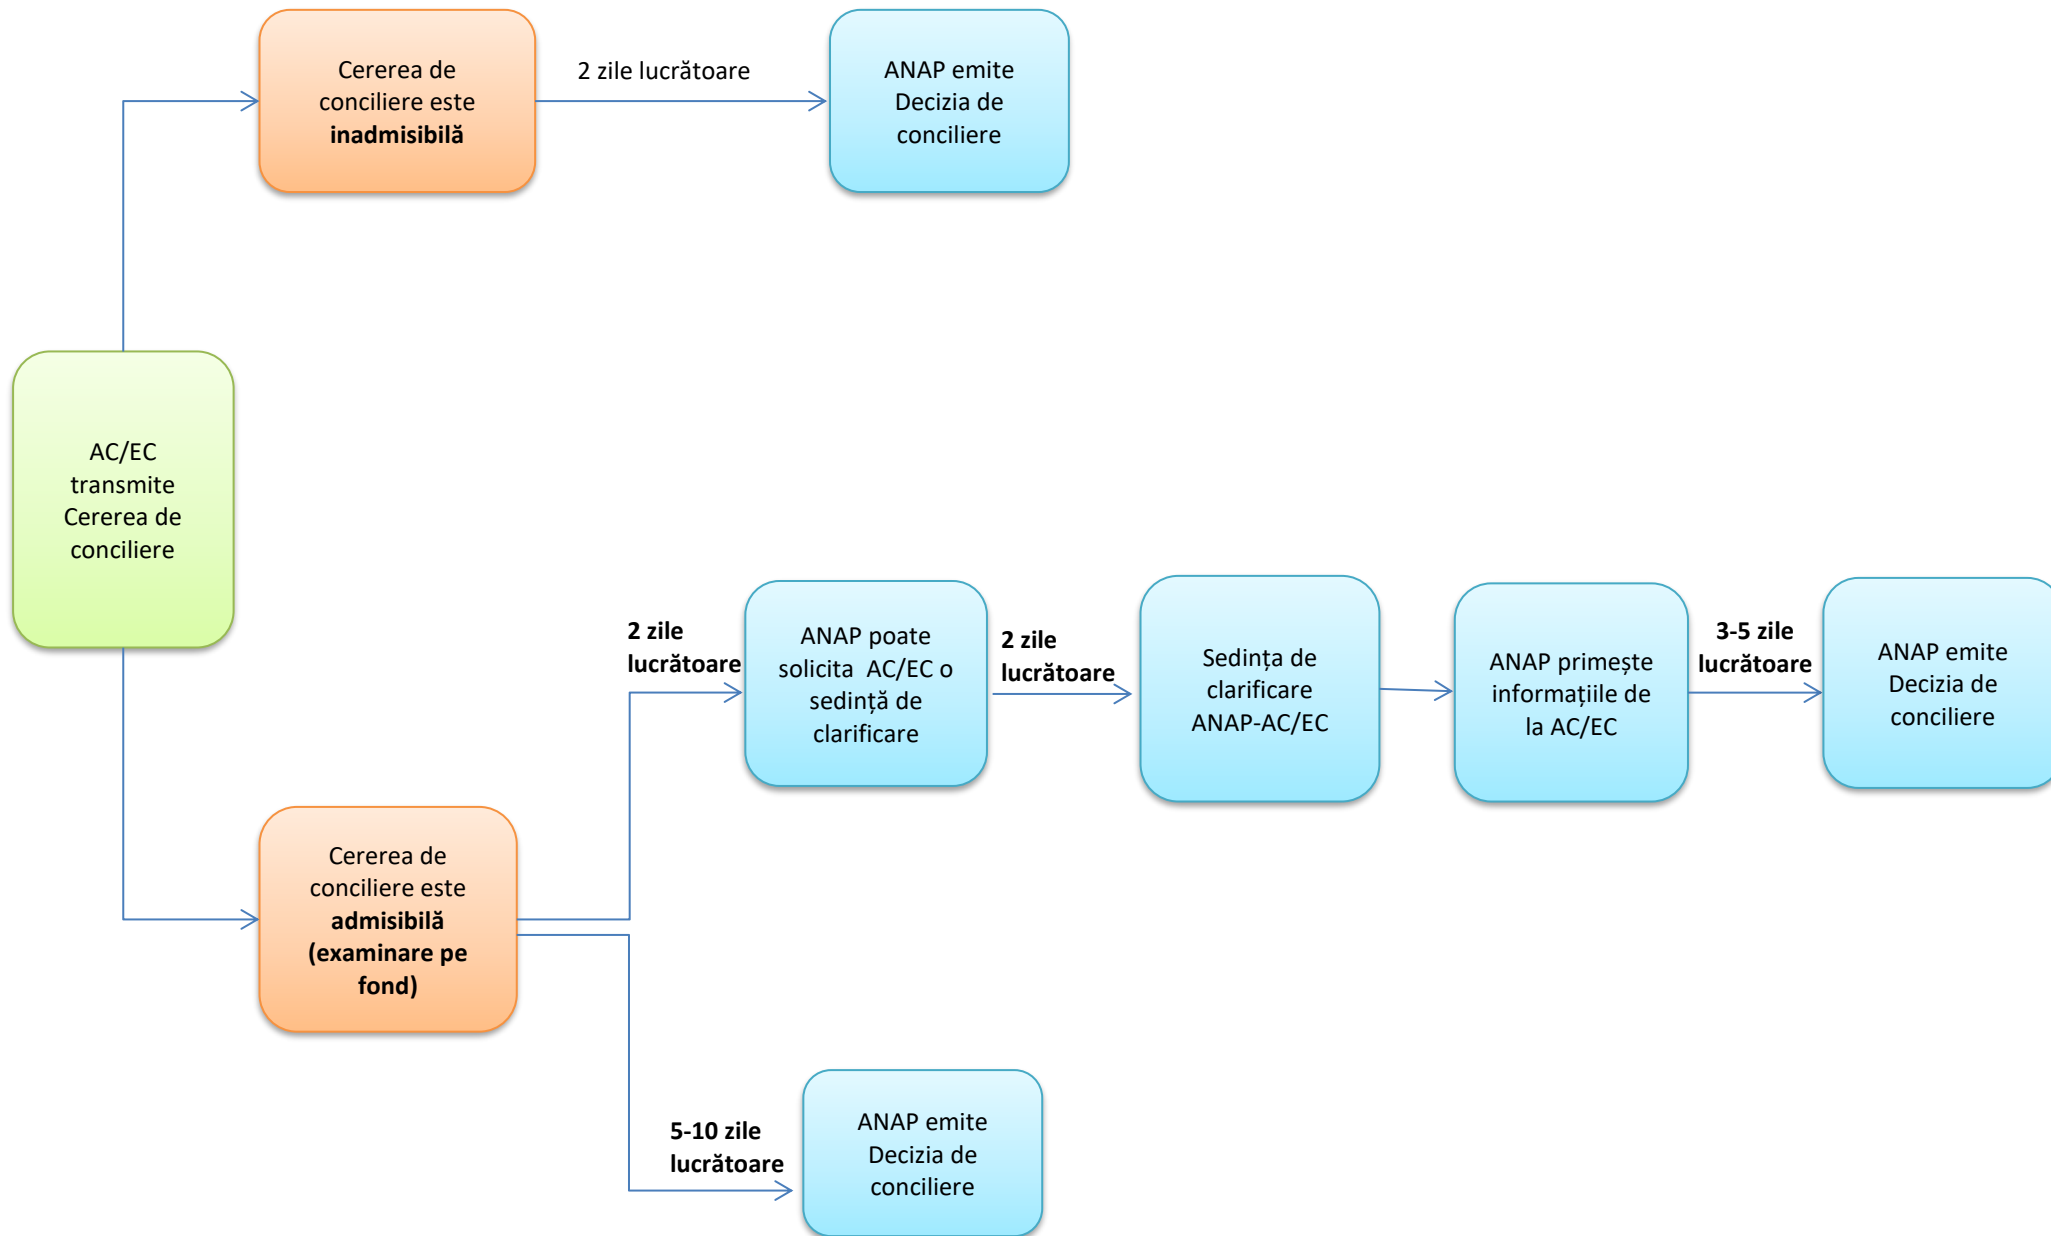 Cererea de
conciliere este
inadmisibilă
2 zile lucrătoare
ANAP emite
Decizia de
conciliere
AC/EC
transmite
Cererea de
conciliere
2 zile
lucrătoare
ANAP poate
solicita  AC/EC o
sedință de
clarificare
2 zile
lucrătoare
Sedința de
clarificare
ANAP-AC/EC
ANAP primește
informațiile de
la AC/EC
3-5 zile
lucrătoare
ANAP emite
Decizia de
conciliere
Cererea de
conciliere este
admisibilă
(examinare pe
fond)
5-10 zile
lucrătoare
ANAP emite
Decizia de
conciliere